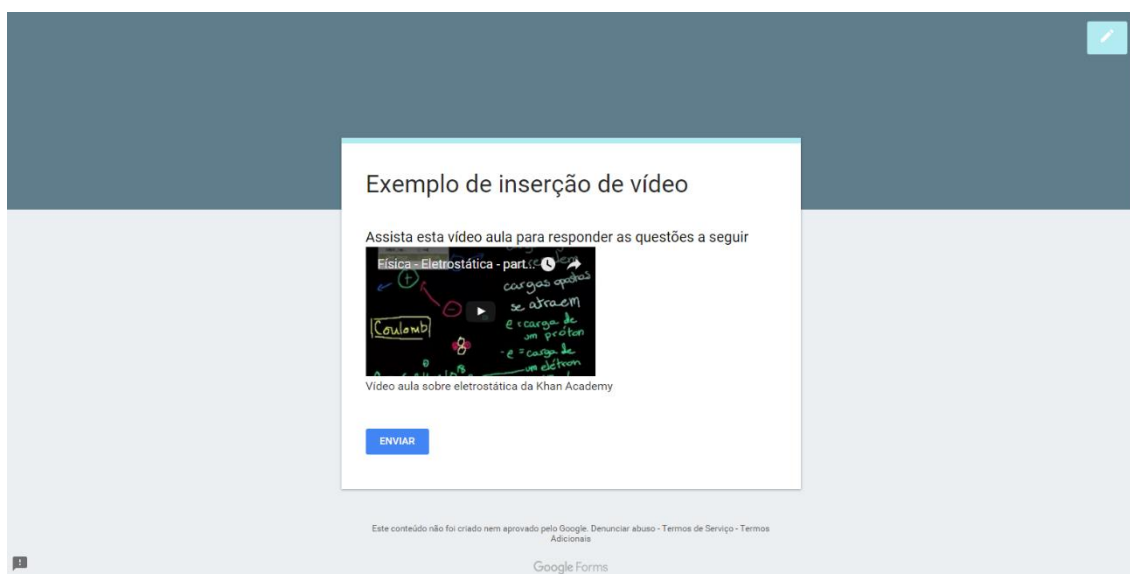 Exemplo de inserção de vídeo
Assista esta vídeo aula para responder as questões a seguir
Física - Eletrostática - part...
cargas opostas
se atraem
Coulomb
e = carga de
um próton
-e = carga de
um elétron
Vídeo aula sobre eletrostática da Khan Academy
ENVIAR
Este conteúdo não foi criado nem aprovado pelo Google. Denunciar abuso - Termos de Serviço - Termos
Adicionais
Google Forms